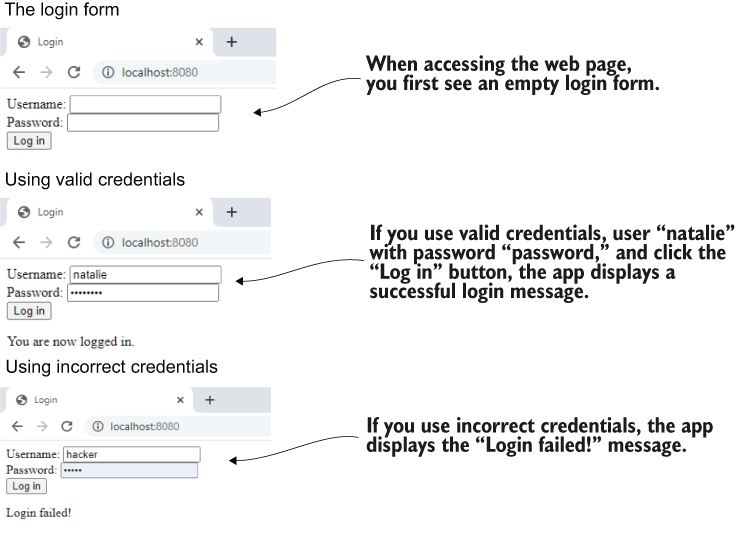 The login form
Login
localhost:8080
When accessing the web page,
you first see an empty login form.
Username:
Password:
Log in
Using valid credentials
Login
localhost:8080
If you use valid credentials, user “natalie”
with password “password,” and click the
“Log in” button, the app displays a
successful login message.
Username: natalie
Password: ••••••••
Log in
You are now logged in.
Using incorrect credentials
Login
localhost:8080
If you use incorrect credentials, the app
displays the “Login failed!” message.
Username: hacker
Password: •••••
Log in
Login failed!